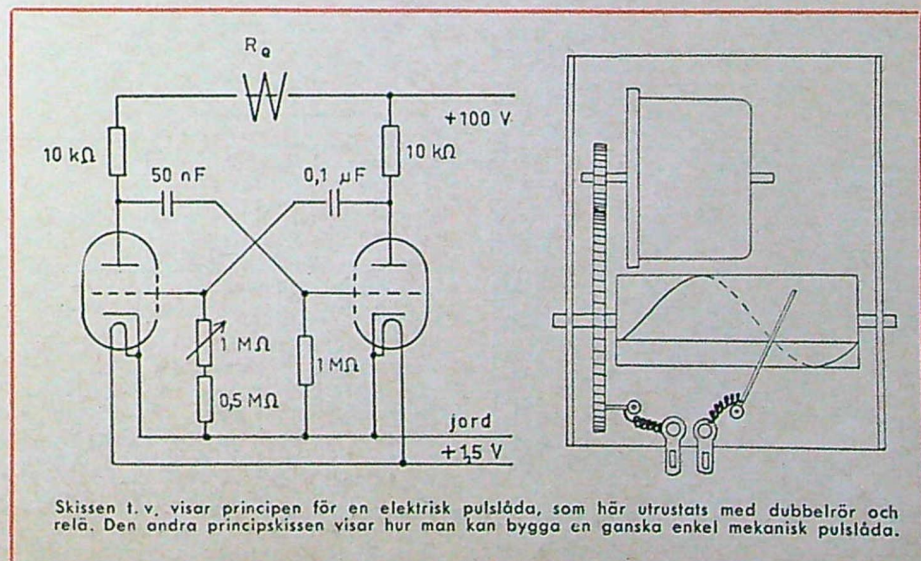 R₀
+100 V
10 kΩ
10 kΩ
50 nF
0,1 µF
1 MΩ
1 MΩ
0,5 MΩ
jord
+1,5 V
Skissen t. v. visar principen för en elektrisk pulslåda, som här utrustats med dubbelrör och
relä. Den andra principskissen visar hur man kan bygga en ganska enkel mekanisk pulslåda.